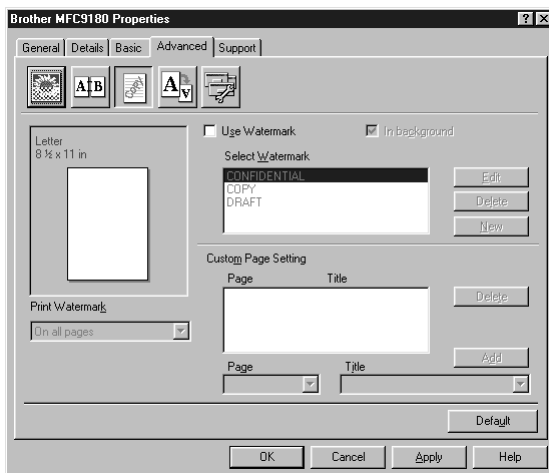 Brother MFC9180 Properties
General Details Basic Advanced Support
A B Copy A A
Letter
8 ½ x 11 in
Use Watermark In background
Select Watermark
CONFIDENTIAL
COPY
DRAFT
Edit
Delete
New
Print Watermark
On all pages
Custom Page Setting
Page Title
Delete
Add
Page Title
Default
OK Cancel Apply Help